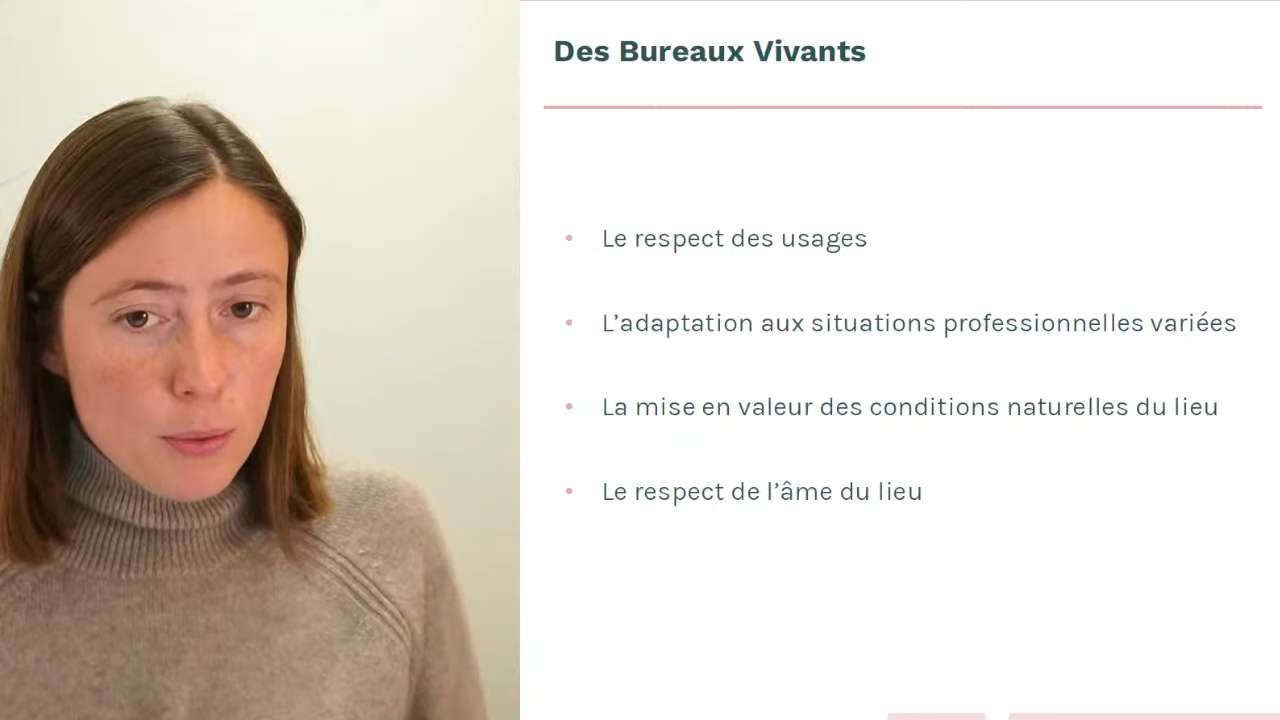 Des Bureaux Vivants
Le respect des usages
L’adaptation aux situations professionnelles variées
La mise en valeur des conditions naturelles du lieu
Le respect de l’âme du lieu